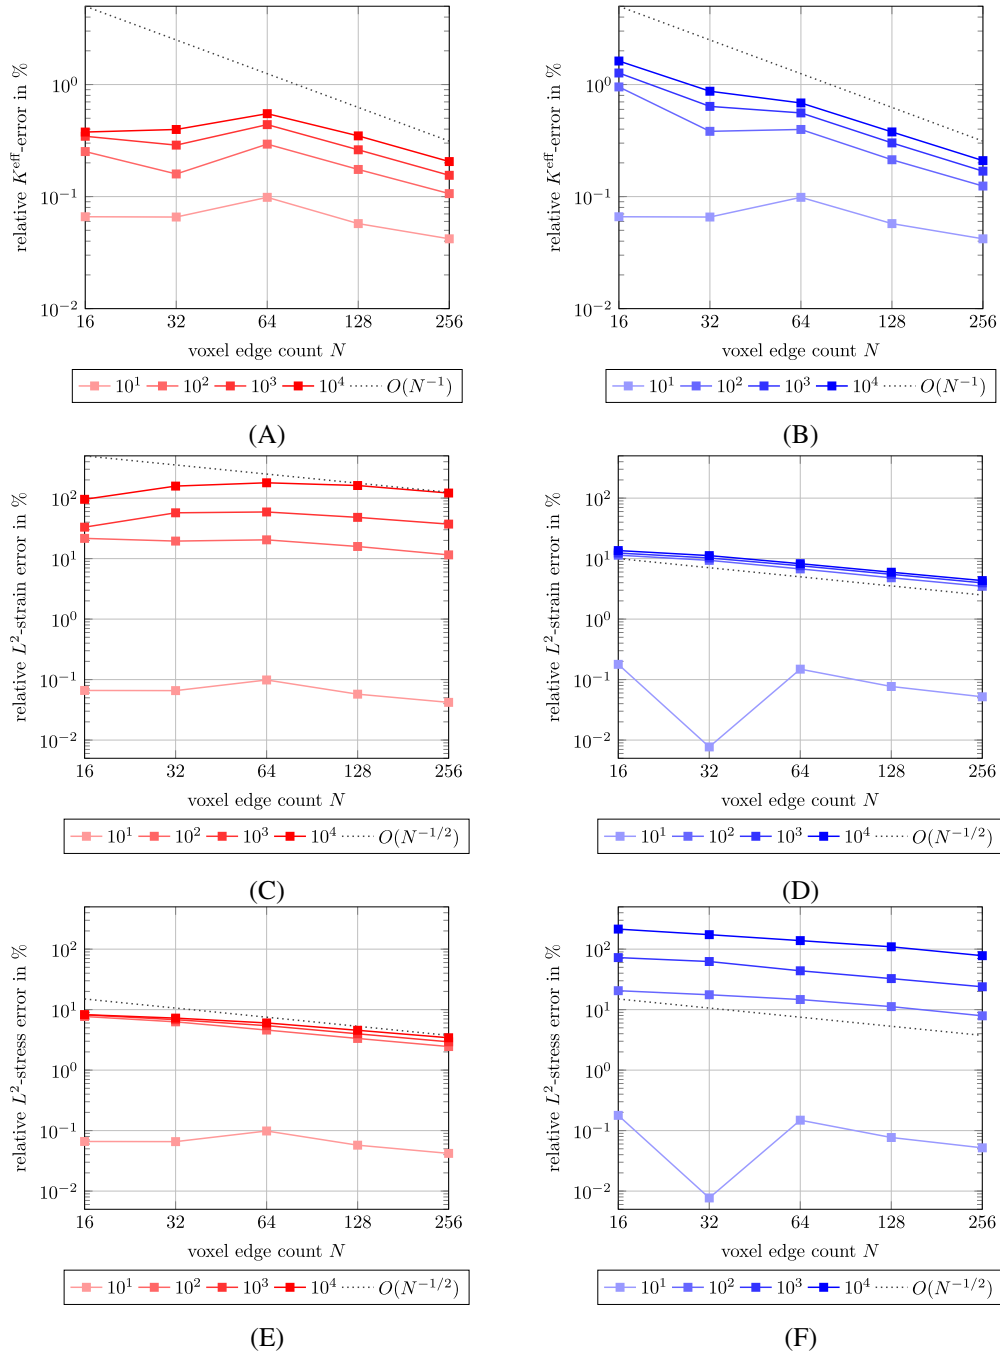 relative K^eff-error in %
10^0
10^−1
10^−2
16 32 64 128 256
voxel edge count N
10^1 10^2 10^3 10^4 O(N^−1)
(A)
relative K^eff-error in %
10^0
10^−1
10^−2
16 32 64 128 256
voxel edge count N
10^1 10^2 10^3 10^4 O(N^−1)
(B)
relative L^2-strain error in %
10^2
10^1
10^0
10^−1
10^−2
16 32 64 128 256
voxel edge count N
10^1 10^2 10^3 10^4 O(N^−1/2)
(C)
relative L^2-strain error in %
10^2
10^1
10^0
10^−1
10^−2
16 32 64 128 256
voxel edge count N
10^1 10^2 10^3 10^4 O(N^−1/2)
(D)
relative L^2-stress error in %
10^2
10^1
10^0
10^−1
10^−2
16 32 64 128 256
voxel edge count N
10^1 10^2 10^3 10^4 O(N^−1/2)
(E)
relative L^2-stress error in %
10^2
10^1
10^0
10^−1
10^−2
16 32 64 128 256
voxel edge count N
10^1 10^2 10^3 10^4 O(N^−1/2)
(F)